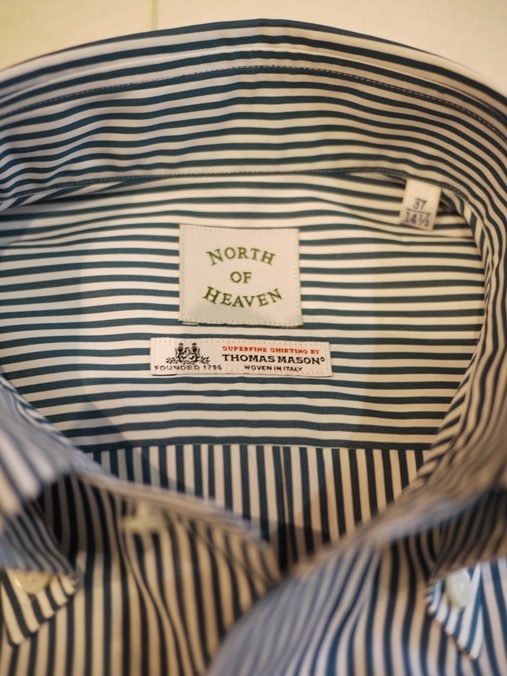 37
14½
NORTH
OF
HEAVEN
SUPERFINE SHIRTING BY
THOMAS MASON®
FOUNDED 1796 WOVEN IN ITALY